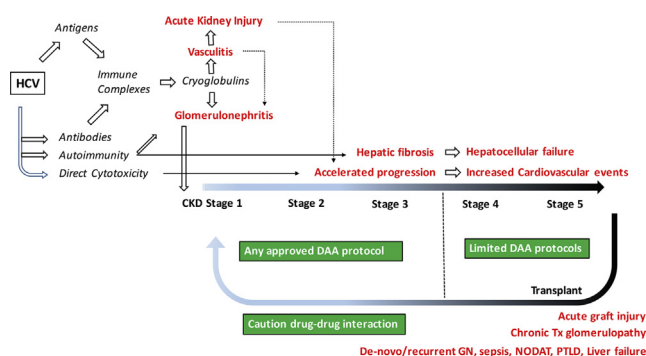 Acute Kidney Injury
Antigens
Vasculitis
HCV
Immune
Complexes
Cryoglobulins
Glomerulonephritis
Antibodies
Autoimmunity
Direct Cytotoxicity
Hepatic fibrosis
Hepatocellular failure
Accelerated progression
Increased Cardiovascular events
CKD Stage 1
Stage 2
Stage 3
Stage 4
Stage 5
Any approved DAA protocol
Limited DAA protocols
Transplant
Caution drug-drug interaction
Acute graft injury
Chronic Tx glomerulopathy
De-novo/recurrent GN, sepsis, NODAT, PTLD, Liver failure